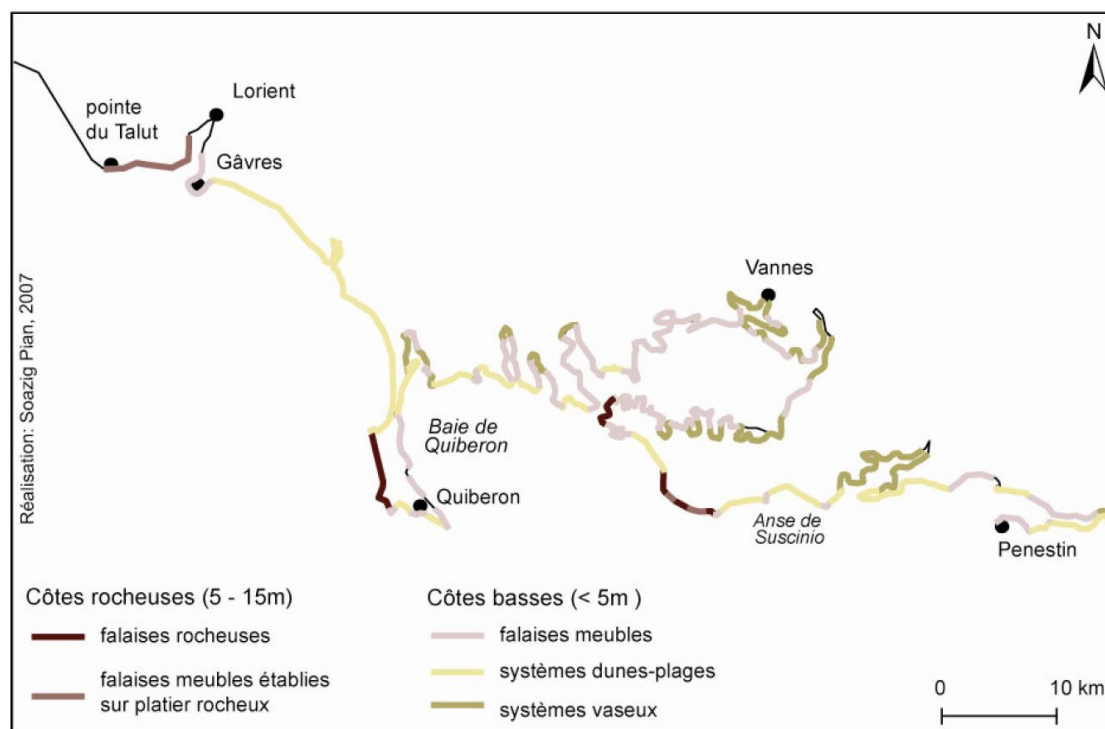 N
Lorient
pointe
du Talut
Gâvres
Vannes
Baie de
Quiberon
Quiberon
Anse de
Suscinio
Penestin
Réalisation: Soazig Pian, 2007
Côtes rocheuses (5 - 15m)
falaises rocheuses
falaises meubles établies
sur platier rocheux
Côtes basses (< 5m )
falaises meubles
systèmes dunes-plages
systèmes vaseux
0 10 km